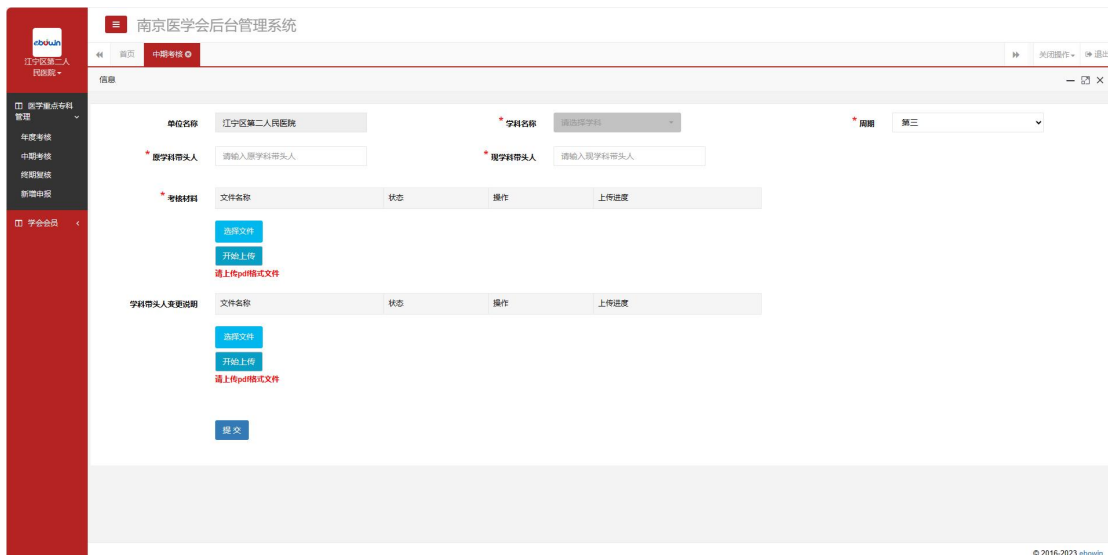 南京医学会后台管理系统
ebowin
江宁区第二人
民医院
首页
中期考核
关闭操作
退出
信息
医学重点专科
管理
年度考核
中期考核
终期复核
新增申报
学会会员
单位名称
江宁区第二人民医院
* 学科名称
请选择学科
* 周期
第三
* 原学科带头人
请输入原学科带头人
* 现学科带头人
请输入现学科带头人
* 考核材料
文件名称 状态 操作 上传进度
选择文件
开始上传
请上传pdf格式文件
学科带头人变更说明
文件名称 状态 操作 上传进度
选择文件
开始上传
请上传pdf格式文件
提 交
© 2016-2023 ebowin